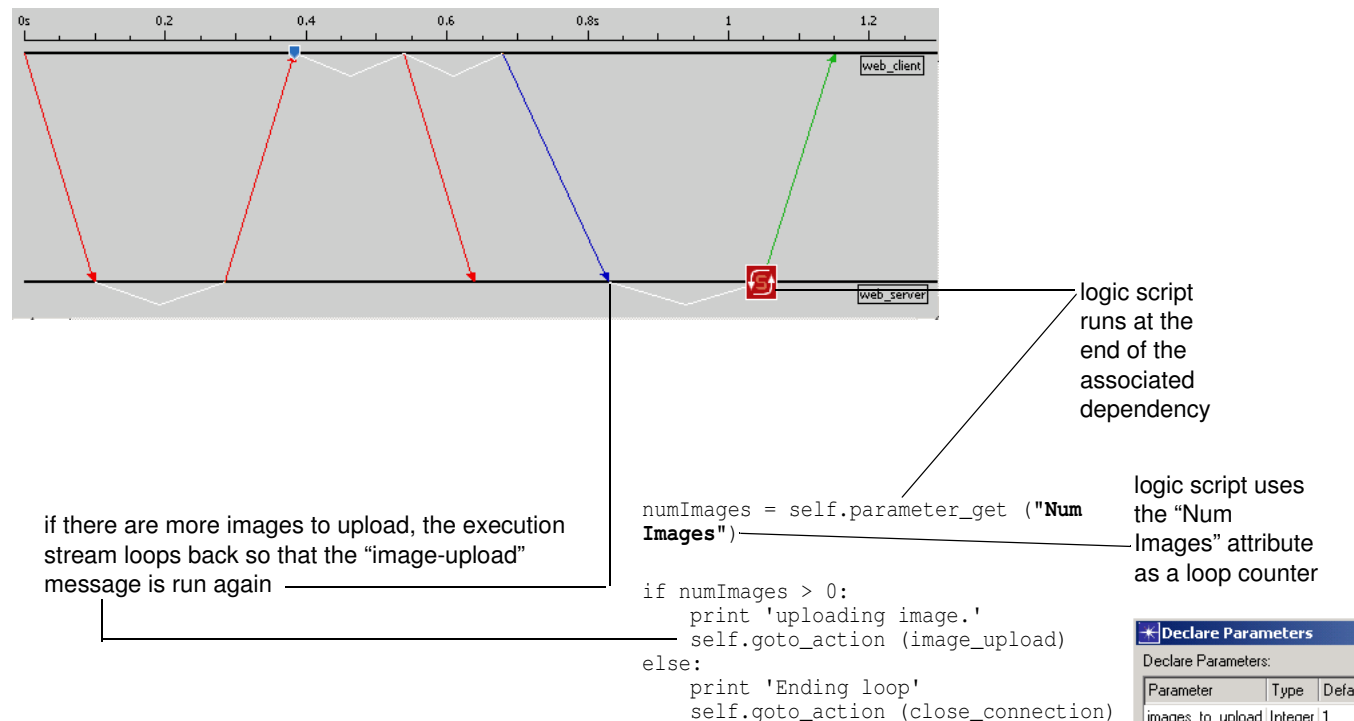 0s 0.2 0.4 0.6 0.8s 1 1.2
web_client
web_server
logic script
runs at the
end of the
associated
dependency
if there are more images to upload, the execution
stream loops back so that the “image-upload”
message is run again
numImages = self.parameter_get ("Num
Images")
if numImages > 0:
print 'uploading image.'
self.goto_action (image_upload)
else:
print 'Ending loop'
self.goto_action (close_connection)
logic script uses
the “Num
Images” attribute
as a loop counter
Declare Parameters
Declare Parameters:
Parameter Type Defa
images_to_upload Integer 1